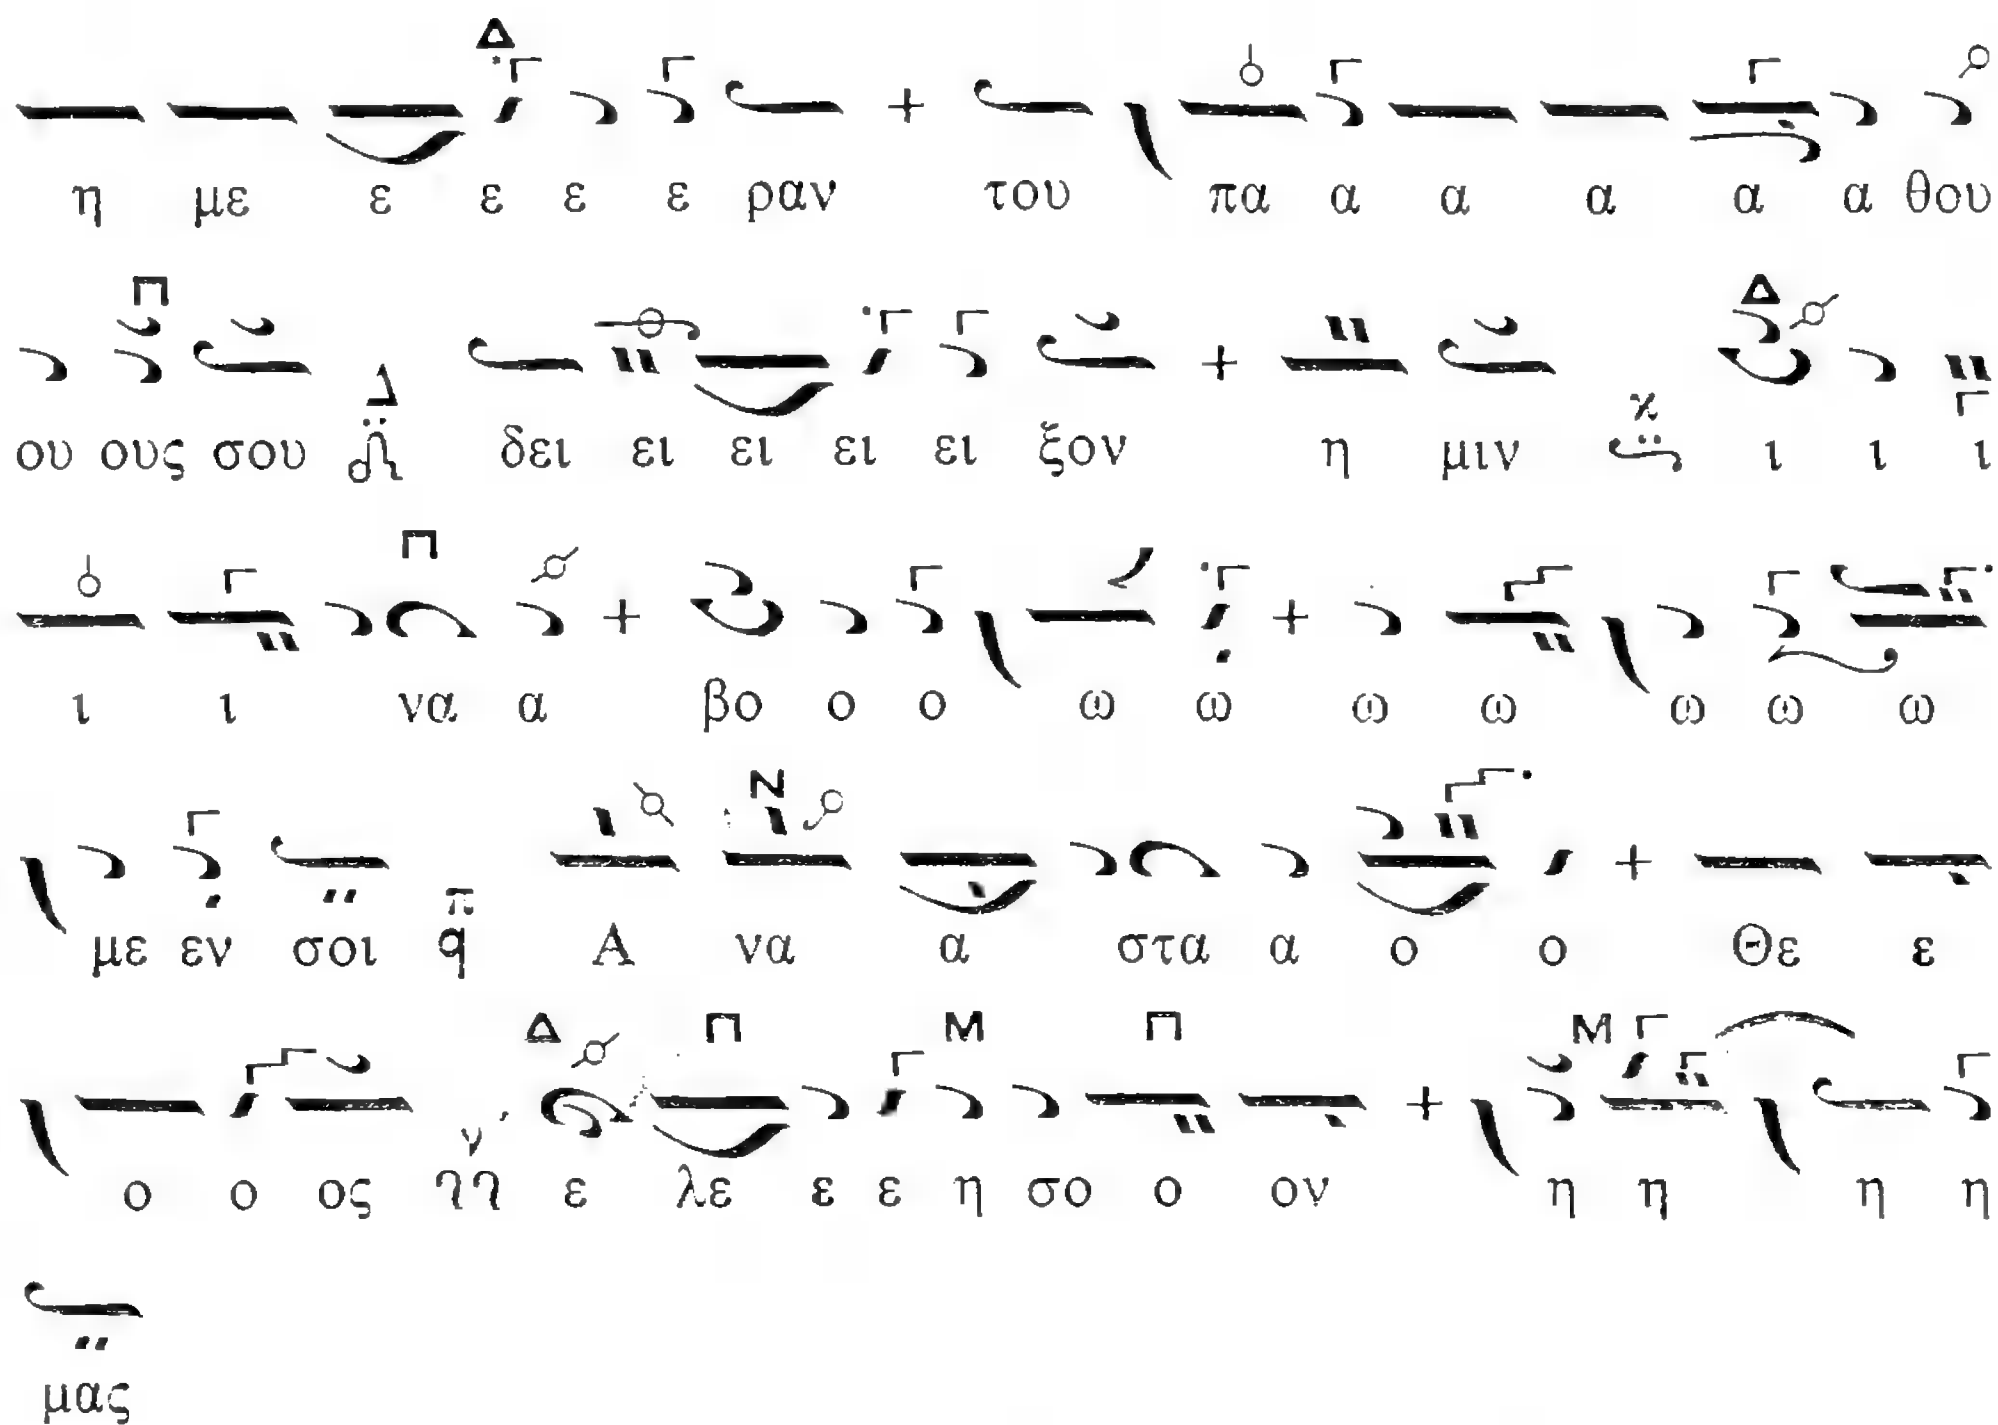 η με ε ε ε ε ραν του πα α α α α α θου
ου ους σου δει ει ει ει ει ξον η μιν ι ι ι
ι ι να α βο ο ο ω ω ω ω ω ω ω
με εν σοι Α να α στα α ο ο Θε ε
ο ο ος ε λε ε ε η σο ο ον η η η η
μας